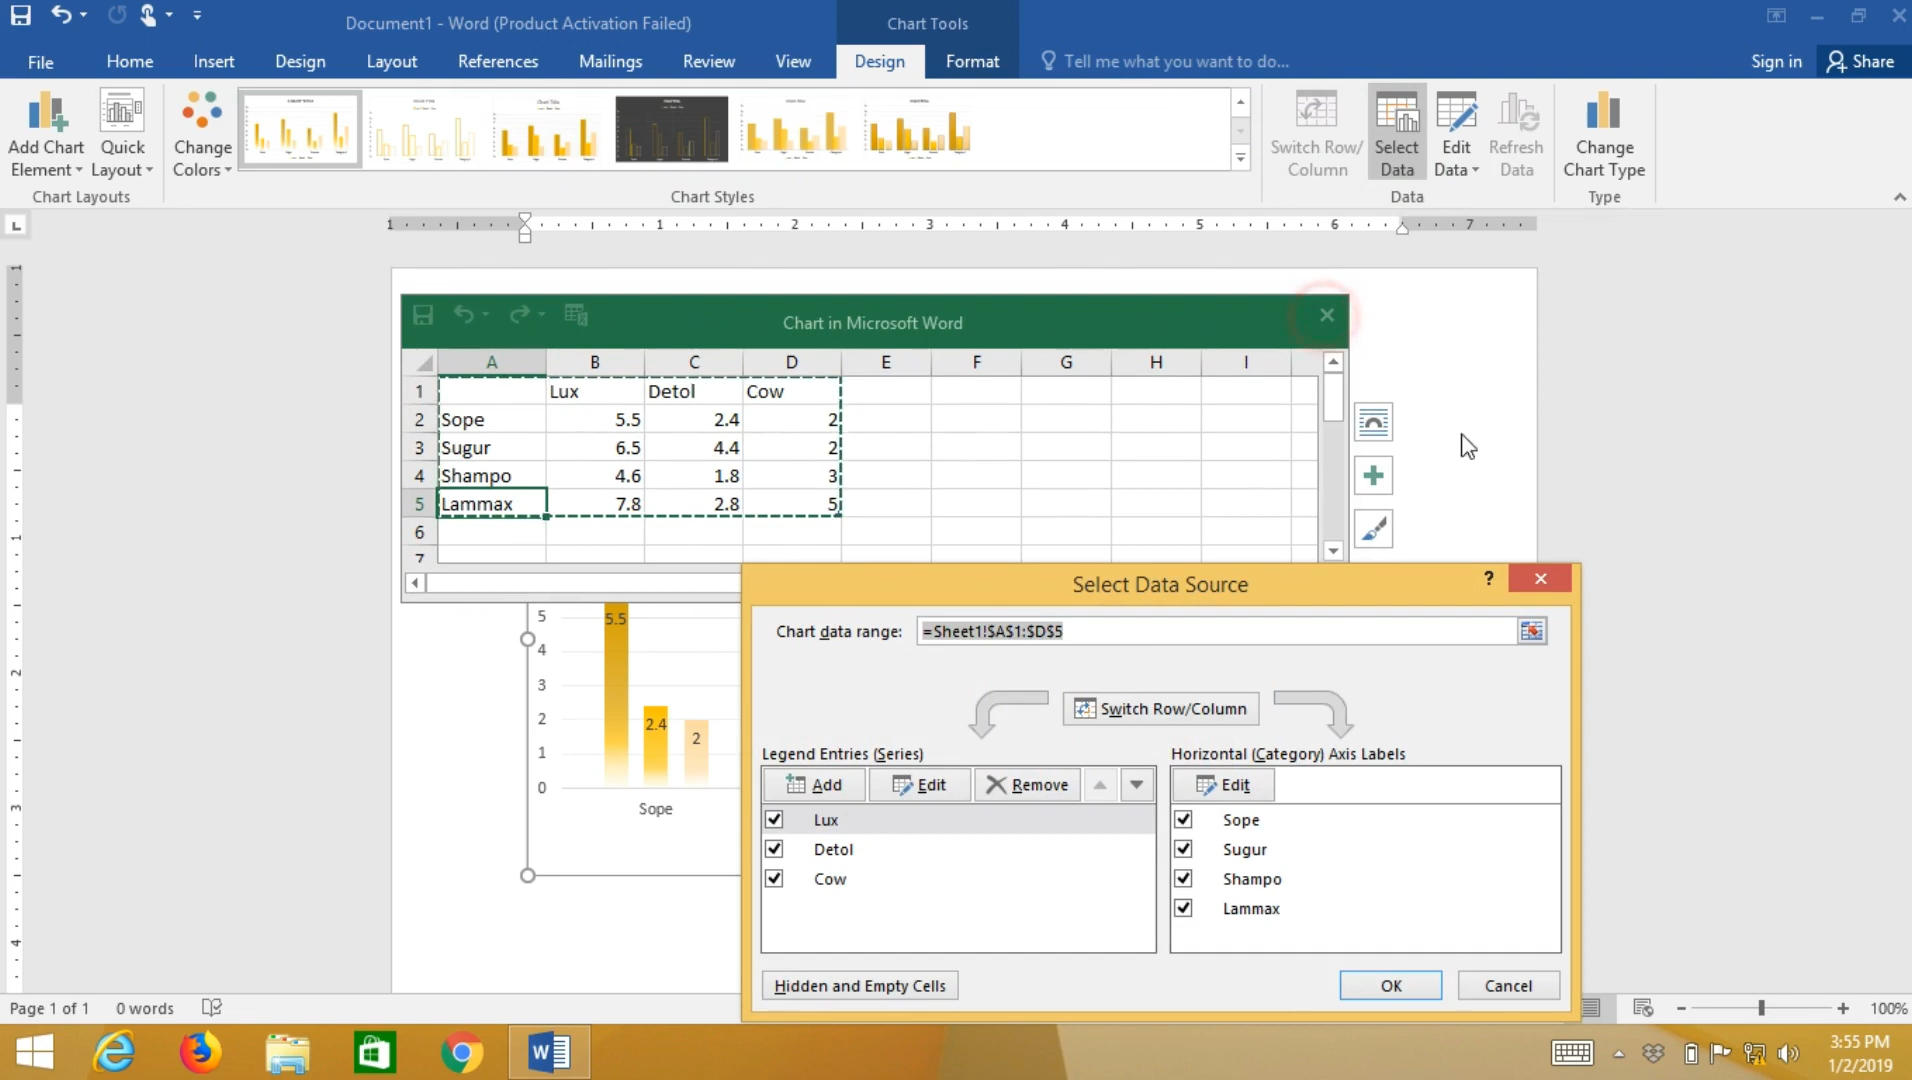 Document1 - Word (Product Activation Failed)
Chart Tools
File Home Insert Design Layout References Mailings Review View Design Format Tell me what you want to do... Sign in Share
Add Chart Element
Quick Layout
Change Colors
Switch Row/Column
Select Data
Edit Data
Refresh Data
Change Chart Type
Chart Layouts
Chart Styles
Data
Type
1 1 2 3 4 5 6 7
Chart in Microsoft Word
A B C D E F G H I
1 Lux Detol Cow
2 Sope 5.5 2.4 2
3 Sugur 6.5 4.4 2
4 Shampo 4.6 1.8 3
5 Lammax 7.8 2.8 5
6
7
5 5.5
4
3
2 2.4 2
1
0
Sope
Select Data Source
?
Chart data range: =Sheet1!$A$1:$D$5
Switch Row/Column
Legend Entries (Series)
Add Edit Remove
Lux
Detol
Cow
Horizontal (Category) Axis Labels
Edit
Sope
Sugur
Shampo
Lammax
Hidden and Empty Cells
OK
Cancel
Page 1 of 1 0 words
100%
3:55 PM
1/2/2019